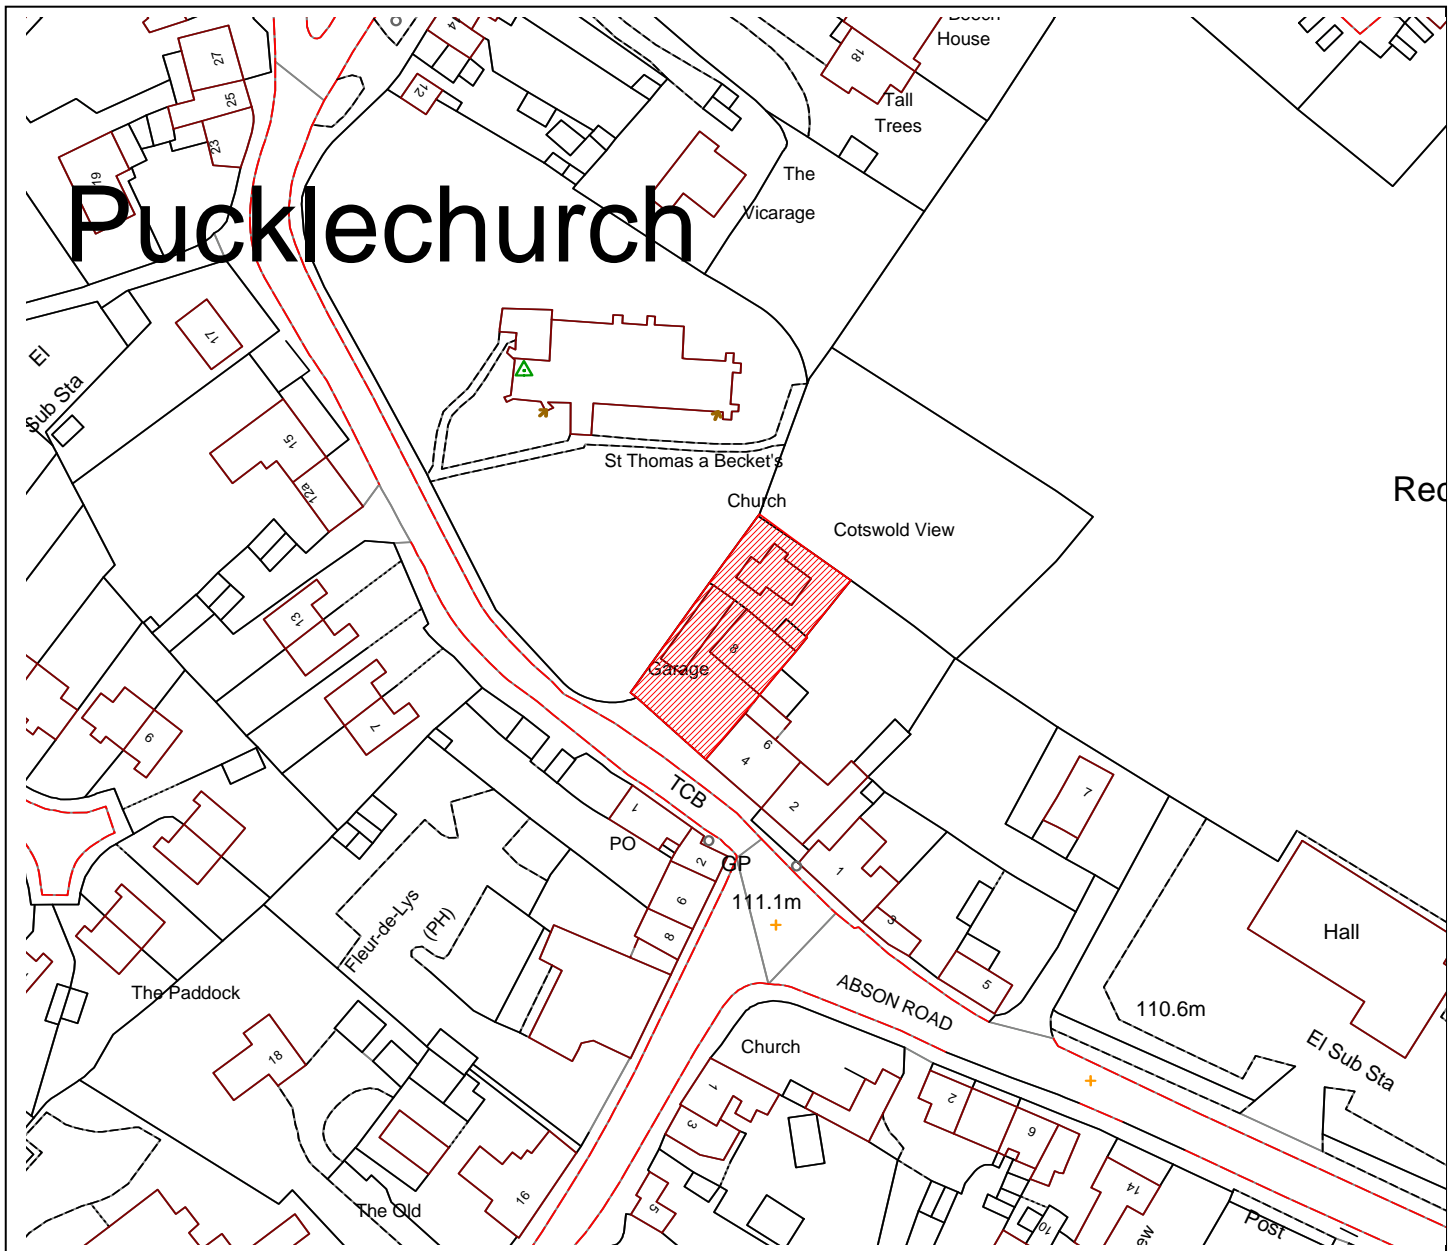 House
18
Tall
Trees
27
25
23
19
12
The
Vicarage
Pucklechurch
17
El
Sub Sta
15
12a
St Thomas a Becket's
Church
Cotswold View
13
8
Garage
7
9
6
4
2
TCB
7
1
PO
2
GP
1
6
111.1m
3
8
Fleur-de-Lys
(PH)
Hall
5
The Paddock
ABSON ROAD
110.6m
18
Church
El Sub Sta
1
2
3
6
14
16
The Old
5
10
Post